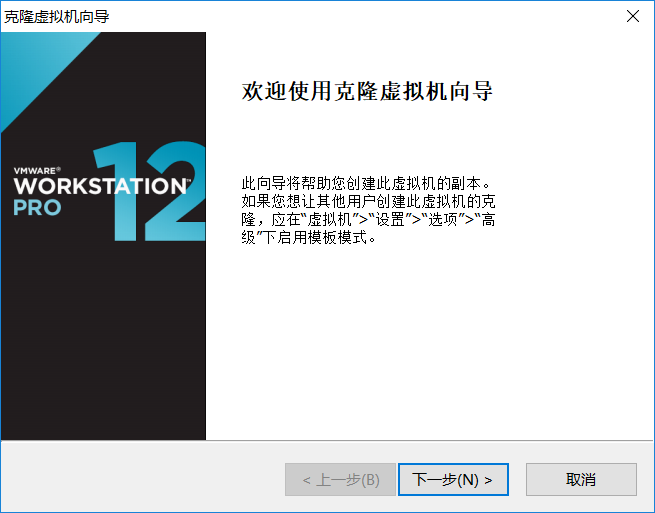 克隆虚拟机向导
VMWARE®
WORKSTATION™
PRO
12
欢迎使用克隆虚拟机向导
此向导将帮助您创建此虚拟机的副本。
如果您想让其他用户创建此虚拟机的克
隆，应在“虚拟机”>“设置”>“选项”>“高
级”下启用模板模式。
< 上一步(B)
下一步(N) >
取消